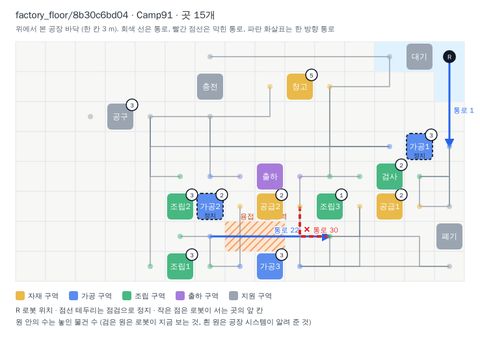 factory_floor/8b30c6bd04 · Camp91 · 곳 15개
위에서 본 공장 바닥 (한 칸 3 m). 회색 선은 통로, 빨간 점선은 막힌 통로, 파란 화살표는 한 방향 통로
대기
R
충전
창고
5
통로 1
공구
3
가공1
3
정지
출하
검사
2
조립2
3
가공2
2
정지
공급2
2
조립3
1
공급1
2
용접
통로 22
통로 30
폐기
조립1
3
가공3
3
자재 구역
가공 구역
조립 구역
출하 구역
지원 구역
R 로봇 위치 · 점선 테두리는 점검으로 정지 · 작은 점은 로봇이 서는 곳의 앞 칸
원 안의 수는 놓인 물건 수 (검은 원은 로봇이 지금 보는 것, 흰 원은 공장 시스템이 알려 준 것)